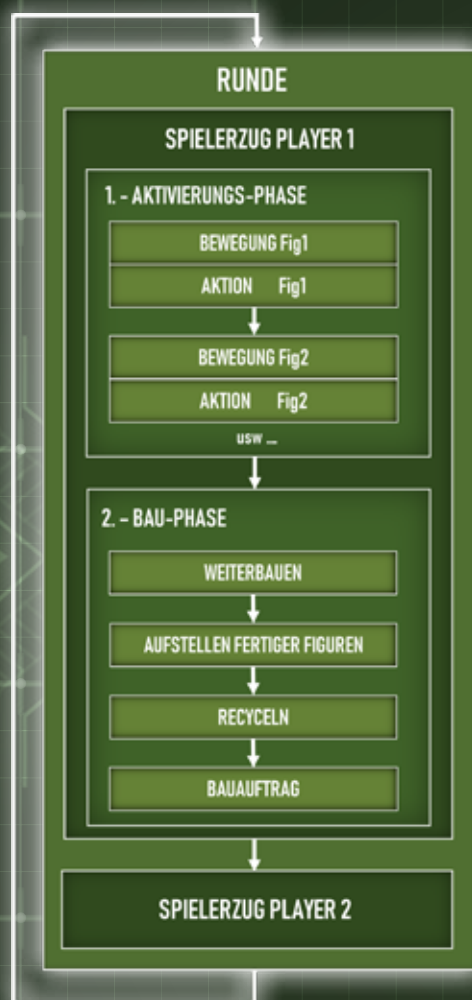 RUNDE
SPIELERZUG PLAYER 1
1. - AKTIVIERUNGS-PHASE
BEWEGUNG Fig1
AKTION Fig1
BEWEGUNG Fig2
AKTION Fig2
usw ...
2. - BAU-PHASE
WEITERBAUEN
AUFSTELLEN FERTIGER FIGUREN
RECYCELN
BAUAUFTRAG
SPIELERZUG PLAYER 2